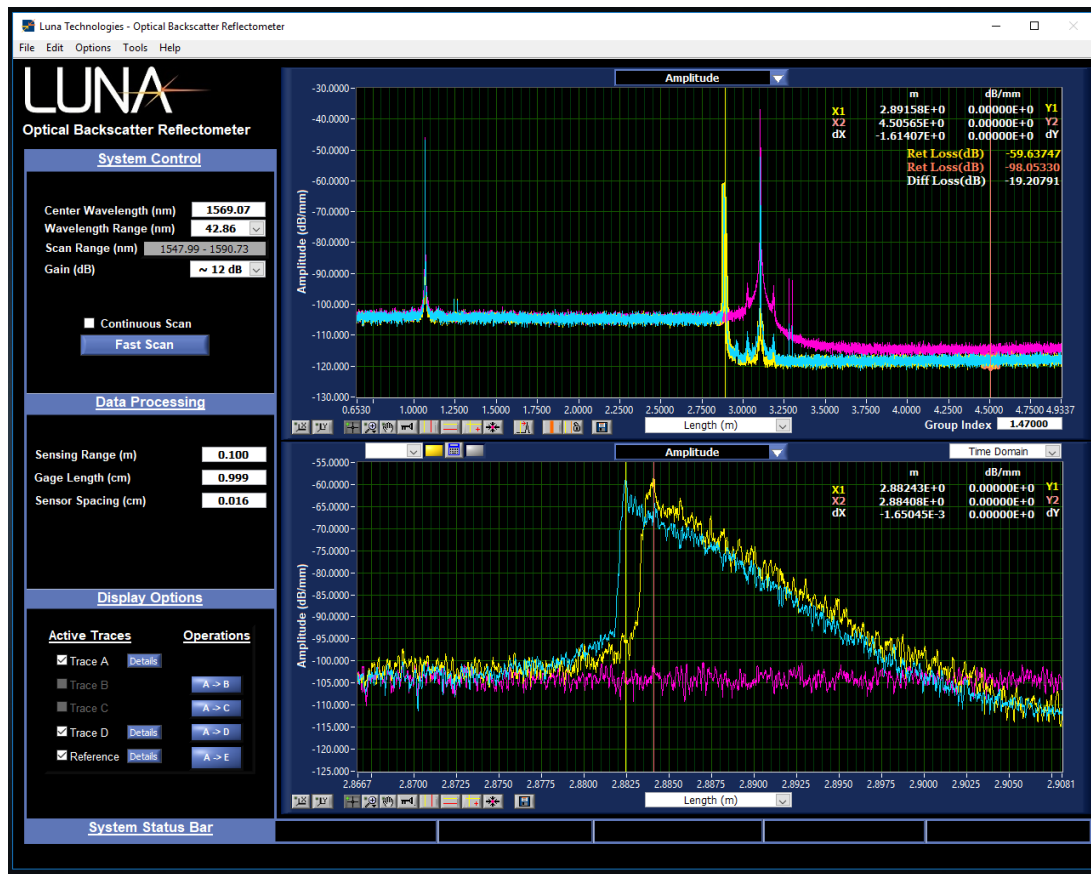 Luna Technologies - Optical Backscatter Reflectometer
File Edit Options Tools Help
LUNA
Optical Backscatter Reflectometer
System Control
Center Wavelength (nm) 1569.07
Wavelength Range (nm) 42.86
Scan Range (nm) 1547.99 - 1590.73
Gain (dB) ~ 12 dB
Continuous Scan
Fast Scan
Data Processing
Sensing Range (m) 0.100
Gage Length (cm) 0.999
Sensor Spacing (cm) 0.016
Display Options
Active Traces Operations
Trace A Details
Trace B A -> B
Trace C A -> C
Trace D Details A -> D
Reference Details A -> E
System Status Bar
Amplitude
m dB/mm
X1 2.89158E+0 0.00000E+0 Y1
X2 4.50565E+0 0.00000E+0 Y2
dX -1.61407E+0 0.00000E+0 dY
Ret Loss(dB) -59.63747
Ret Loss(dB) -98.05330
Diff Loss(dB) -19.20791
Amplitude (dB/mm)
-30.0000
-40.0000
-50.0000
-60.0000
-70.0000
-80.0000
-90.0000
-100.0000
-110.0000
-120.0000
-130.0000
0.6530 1.0000 1.2500 1.5000 1.7500 2.0000 2.2500 2.5000 2.7500 3.0000 3.2500 3.5000 3.7500 4.0000 4.2500 4.5000 4.7500 4.9337
Length (m)
Group Index 1.47000
Amplitude
Time Domain
m dB/mm
X1 2.88243E+0 0.00000E+0 Y1
X2 2.88408E+0 0.00000E+0 Y2
dX -1.65045E-3 0.00000E+0 dY
Amplitude (dB/mm)
-55.0000
-60.0000
-65.0000
-70.0000
-75.0000
-80.0000
-85.0000
-90.0000
-95.0000
-100.0000
-105.0000
-110.0000
-115.0000
-120.0000
-125.0000
2.8667 2.8700 2.8725 2.8750 2.8775 2.8800 2.8825 2.8850 2.8875 2.8900 2.8925 2.8950 2.8975 2.9000 2.9025 2.9050 2.9081
Length (m)